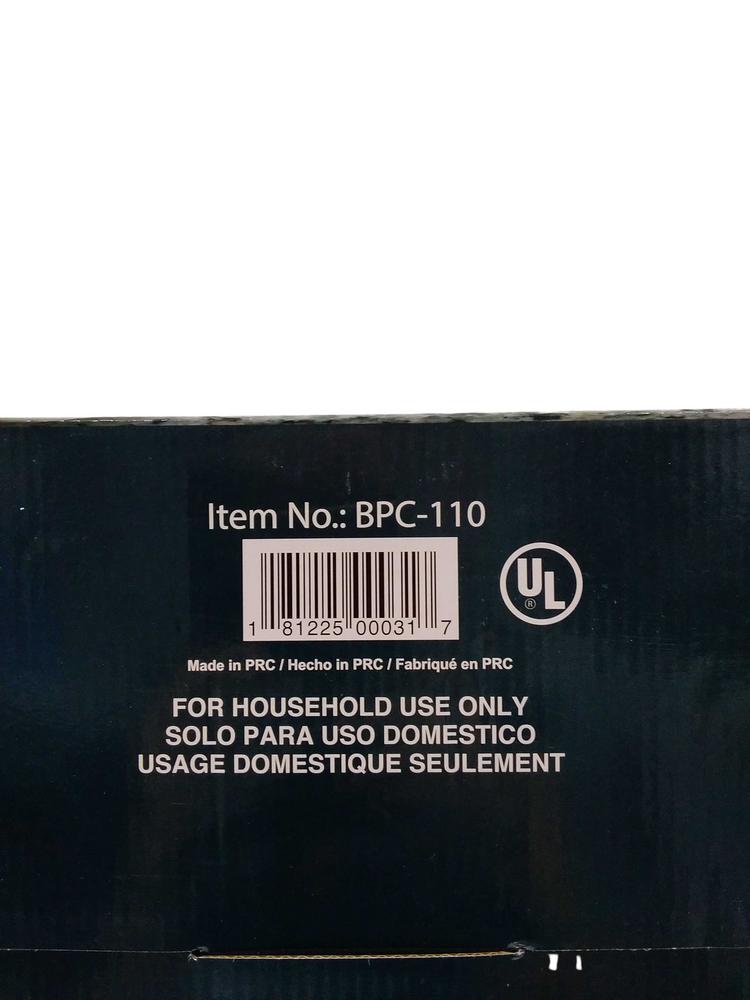 Item No.: BPC-110
UL
®
1 81225 00031 7
Made in PRC / Hecho in PRC / Fabriqué en PRC
FOR HOUSEHOLD USE ONLY
SOLO PARA USO DOMESTICO
USAGE DOMESTIQUE SEULEMENT